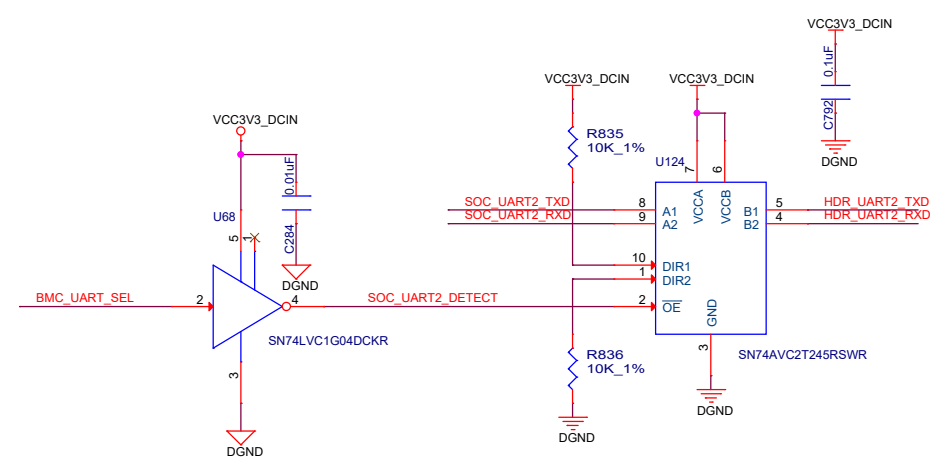 VCC3V3_DCIN
0.1uF
C792
DGND
VCC3V3_DCIN
VCC3V3_DCIN
R835
10K_1%
U124
7
6
VCCA
VCCB
SOC_UART2_TXD
8
A1
B1
5
HDR_UART2_TXD
SOC_UART2_RXD
9
A2
B2
4
HDR_UART2_RXD
10
DIR1
1
DIR2
2
OE
GND
3
SN74AVC2T245RSWR
DGND
R836
10K_1%
DGND
VCC3V3_DCIN
0.01uF
C284
DGND
U68
5
1
BMC_UART_SEL
2
4
SOC_UART2_DETECT
SN74LVC1G04DCKR
3
DGND